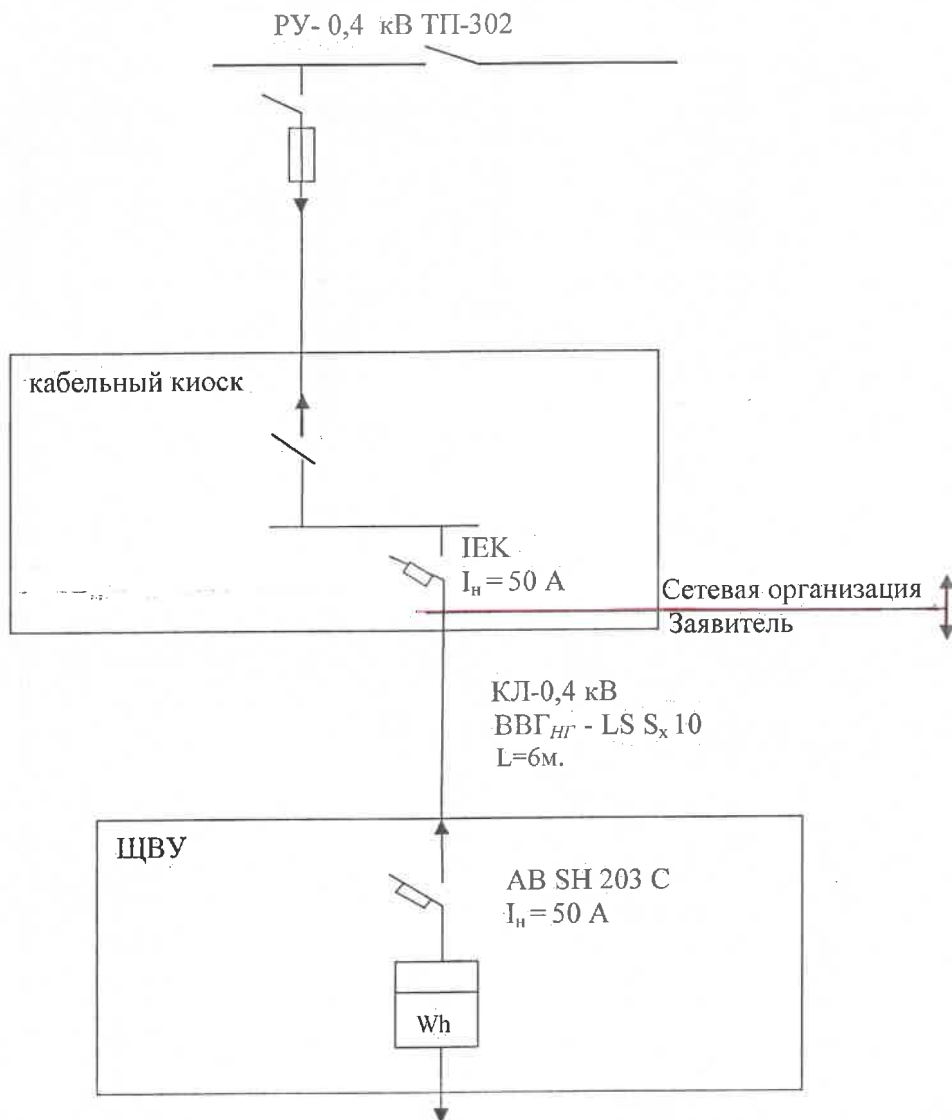 РУ- 0,4 кВ ТП-302
кабельный киоск
IEK
Iн = 50 А
Сетевая организация
Заявитель
КЛ-0,4 кВ
ВВГНГ - LS Sх 10
L=6м.
ЩВУ
АВ SH 203 С
Iн = 50 А
Wh